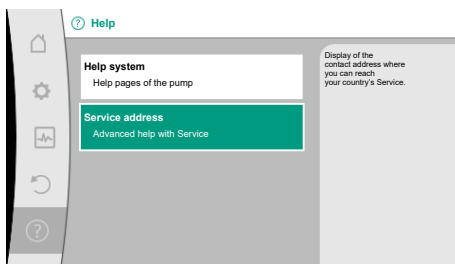 Help
Help system
Help pages of the pump
Service address
Advanced help with Service
Display of the
contact address where
you can reach
your country's Service.